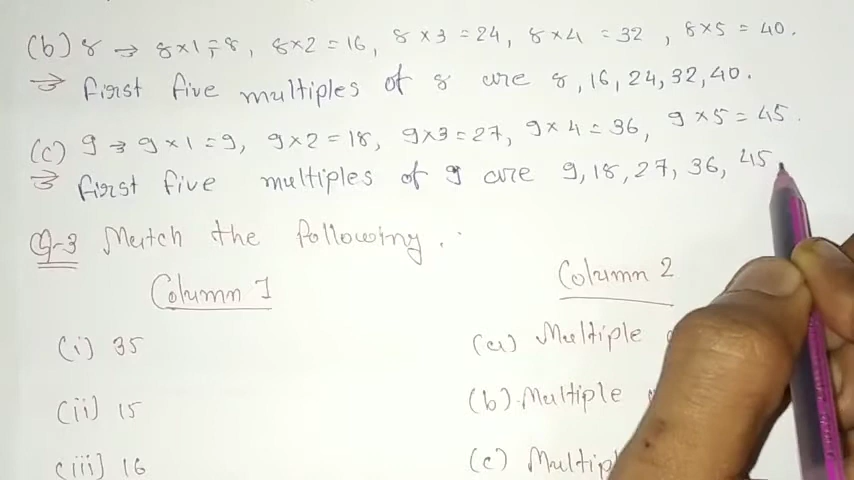 (b) 8 → 8×1=8, 8×2=16, 8×3=24, 8×4=32, 8×5=40.
⇒ first five multiples of 8 are 8,16,24,32,40.
(c) 9 → 9×1=9, 9×2=18, 9×3=27, 9×4=36, 9×5=45.
⇒ first five multiples of 9 are 9,18,27,36,45
Q-3 Match the following.
Column 1 Column 2
(i) 35 (a) Multiple
(ii) 15 (b) Multiple
(iii) 16 (c)